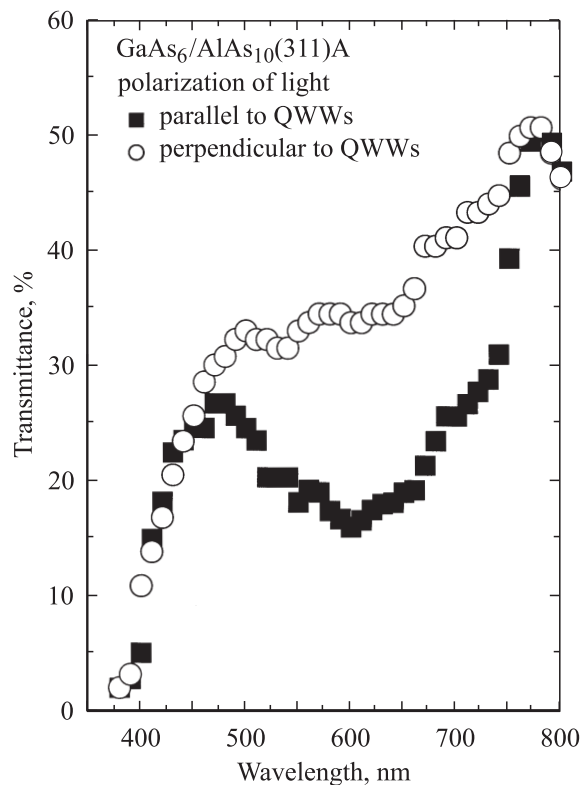 60
GaAs₆/AlAs₁₀(311)A
polarization of light
■ parallel to QWWs
○ perpendicular to QWWs
50
40
30
20
10
0
Transmittance, %
400 500 600 700 800
Wavelength, nm